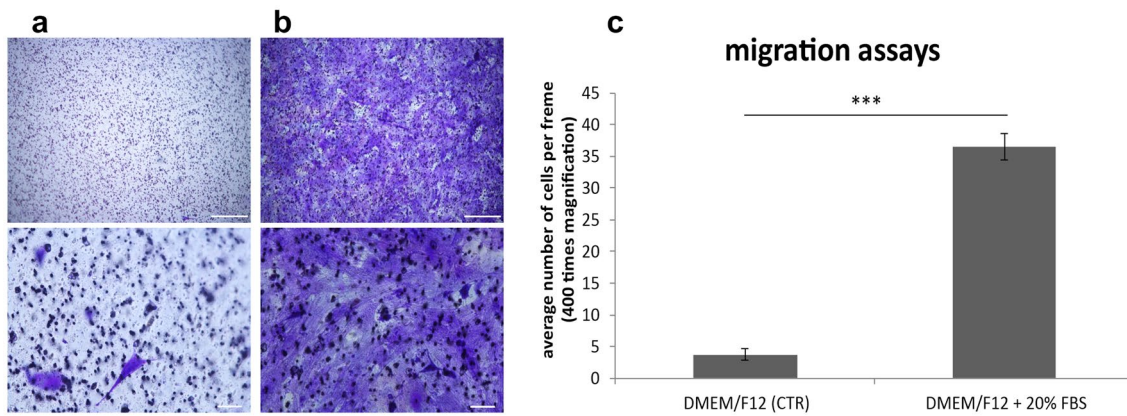 a
b
c
migration assays
***
average number of cells per freme
(400 times magnification)
45
40
35
30
25
20
15
10
5
0
DMEM/F12 (CTR)
DMEM/F12 + 20% FBS